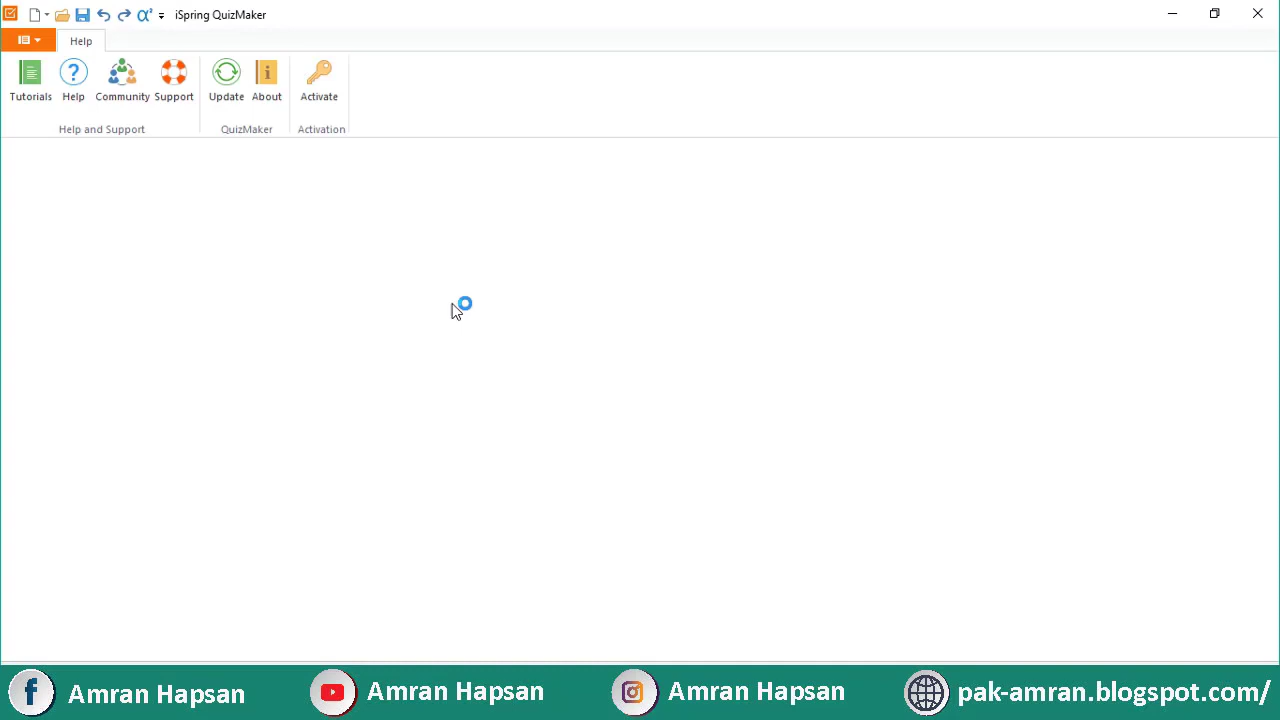 iSpring QuizMaker
Help
Tutorials Help Community Support Update About Activate
Help and Support QuizMaker Activation
Amran Hapsan Amran Hapsan Amran Hapsan pak-amran.blogspot.com/